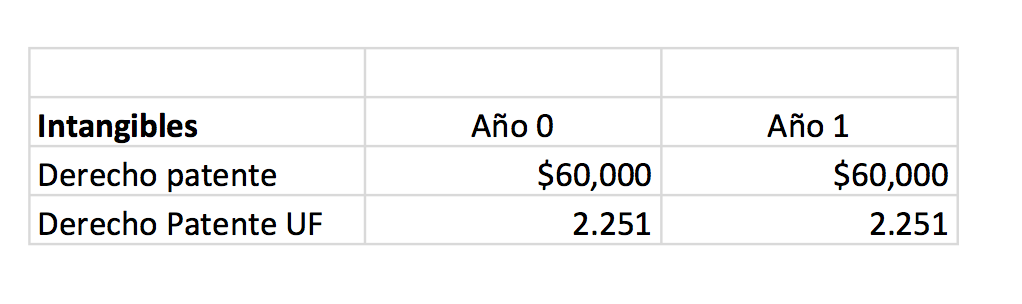 Intangibles Año 0 Año 1
Derecho patente $60,000 $60,000
Derecho Patente UF 2.251 2.251